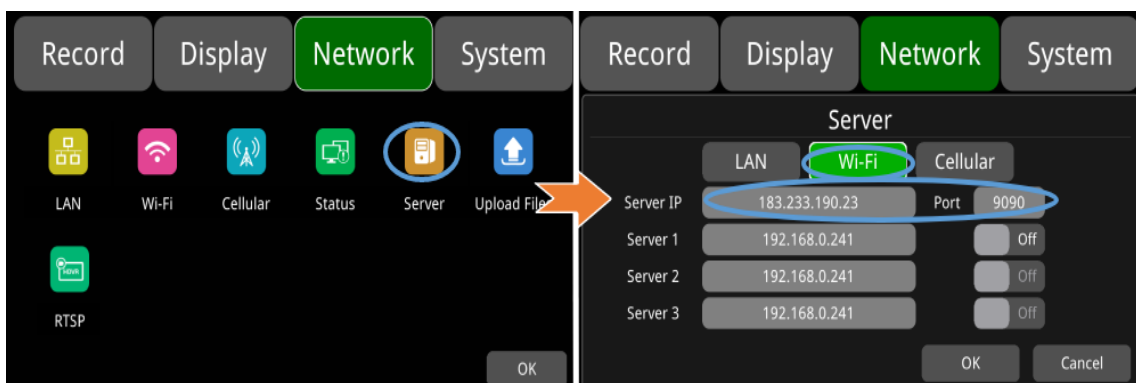 Record Display Network System
LAN Wi-Fi Cellular Status Server Upload File
HDVR
RTSP
OK
Record Display Network System
Server
LAN Wi-Fi Cellular
Server IP 183.233.190.23 Port 9090
Server 1 192.168.0.241 Off
Server 2 192.168.0.241 Off
Server 3 192.168.0.241 Off
OK Cancel